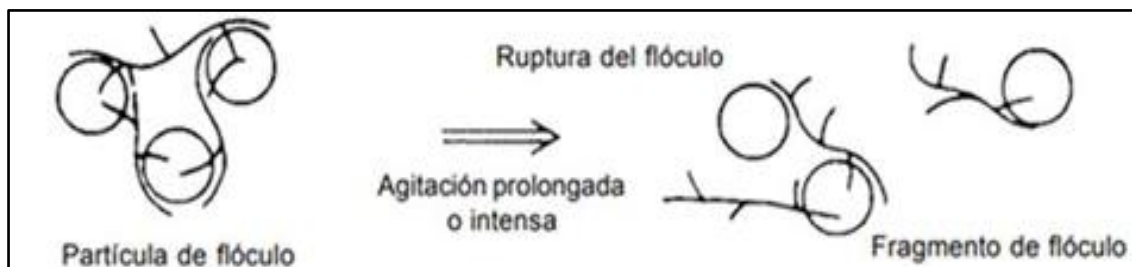 Ruptura del flóculo
Agitación prolongada
o intensa
Partícula de flóculo
Fragmento de flóculo